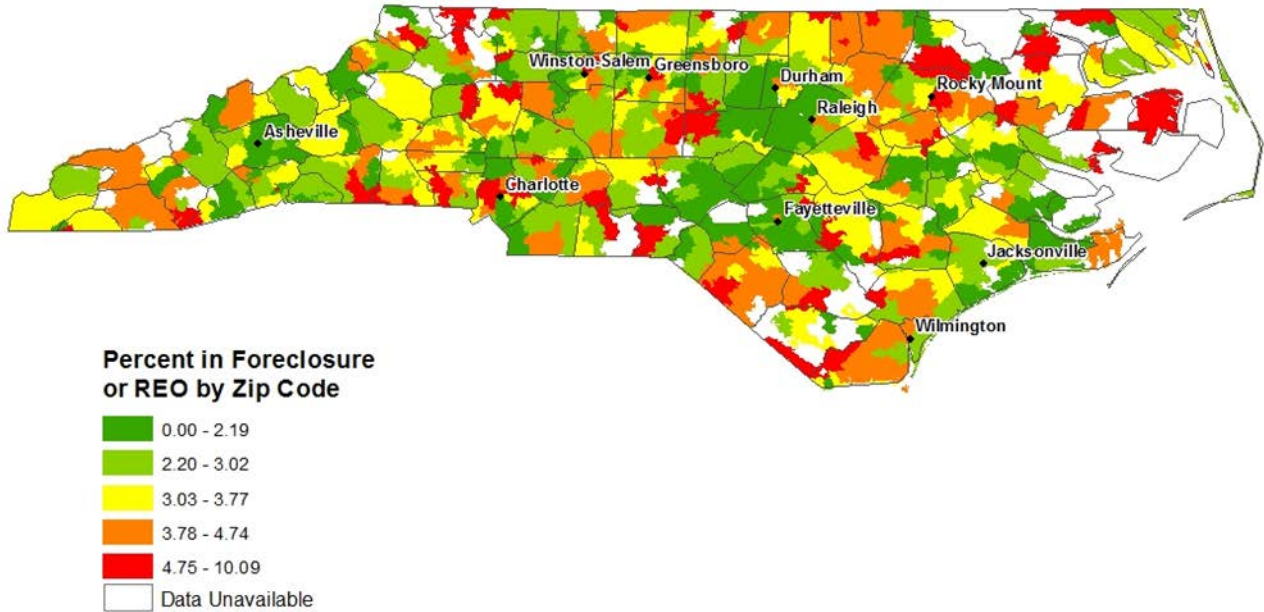 Winston-Salem
Greensboro
Durham
Rocky Mount
Raleigh
Asheville
Charlotte
Fayetteville
Jacksonville
Wilmington
Percent in Foreclosure
or REO by Zip Code
0.00 - 2.19
2.20 - 3.02
3.03 - 3.77
3.78 - 4.74
4.75 - 10.09
Data Unavailable